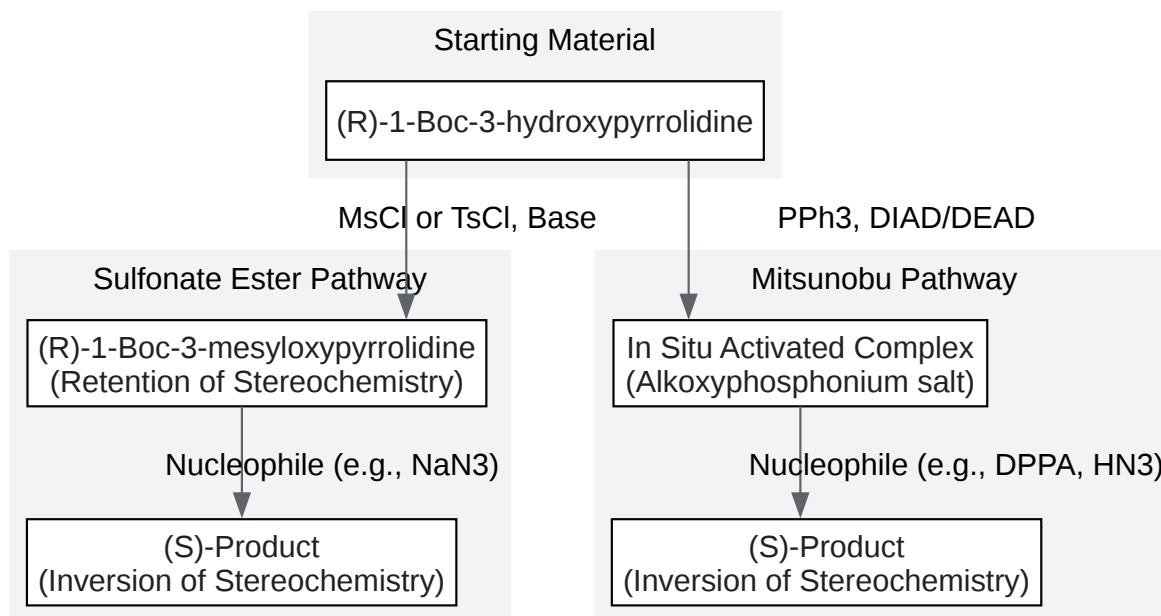 Starting Material
(R)-1-Boc-3-hydroxypyrrolidine
MsCl or TsCl, Base
PPh3, DIAD/DEAD
Sulfonate Ester Pathway
Mitsunobu Pathway
(R)-1-Boc-3-mesyloxypyrrolidine
(Retention of Stereochemistry)
In Situ Activated Complex
(Alkoxyphosphonium salt)
Nucleophile (e.g., NaN3)
Nucleophile (e.g., DPPA, HN3)
(S)-Product
(Inversion of Stereochemistry)
(S)-Product
(Inversion of Stereochemistry)